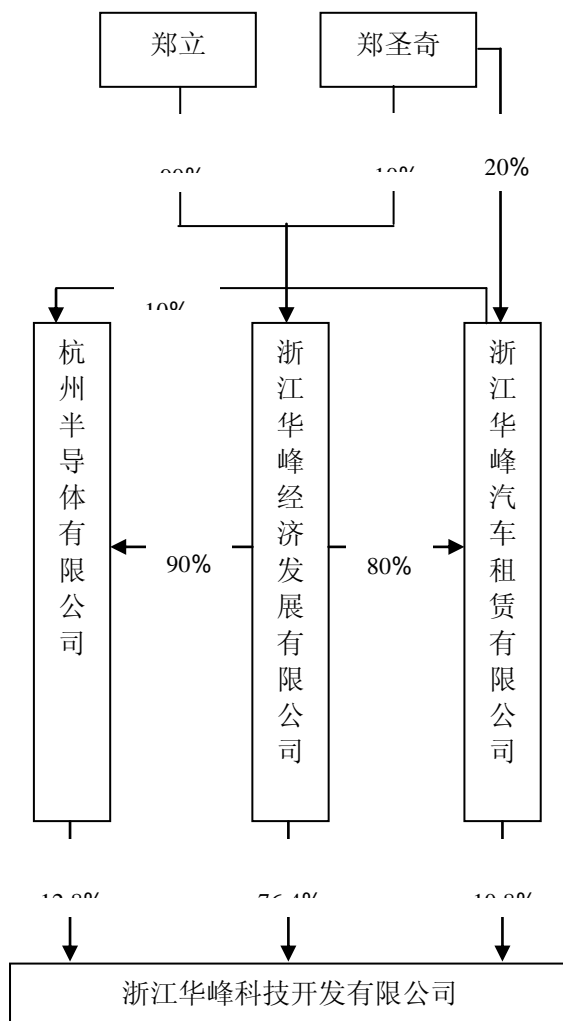 郑立
郑圣奇
20%
杭州半导体有限公司
浙江华峰经济发展有限公司
浙江华峰汽车租赁有限公司
90%
80%
浙江华峰科技开发有限公司